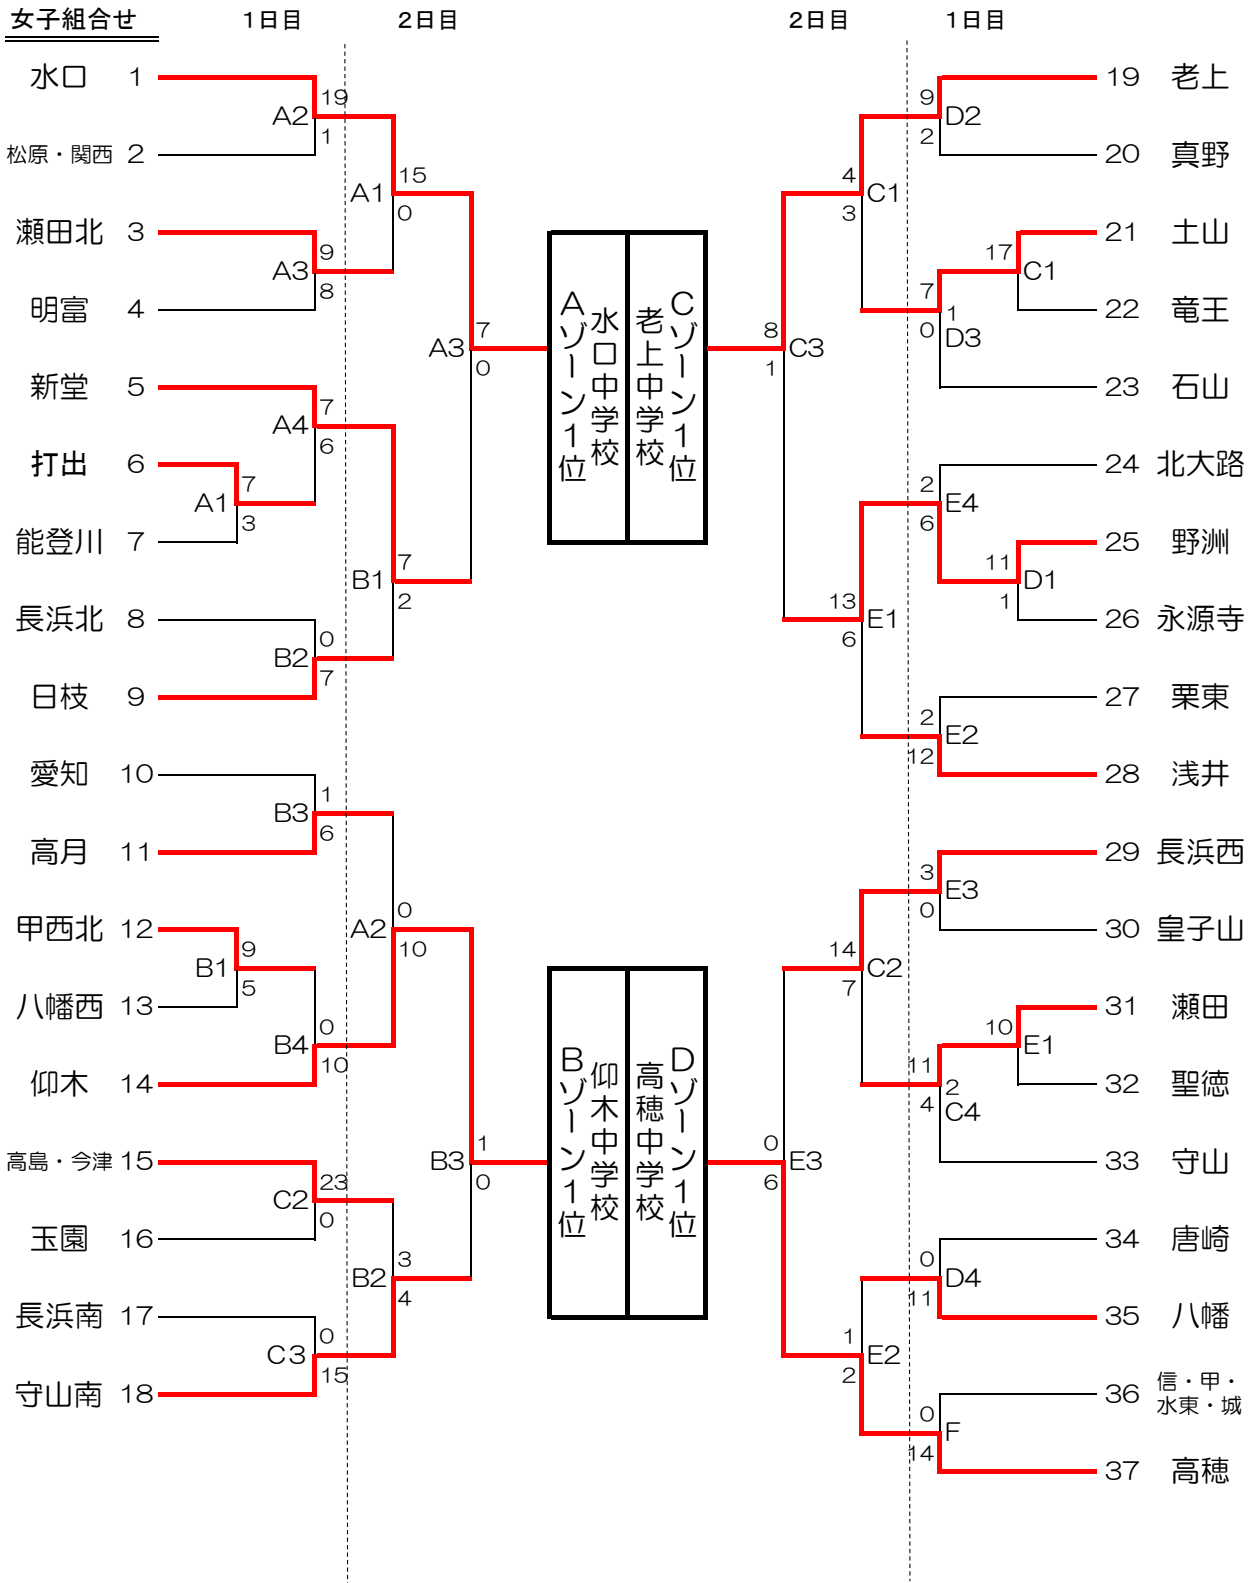 女子組合せ 1日目 2日目 2日目 1日目
水口 1
松原・関西 2
瀬田北 3
明富 4
新堂 5
打出 6
能登川 7
長浜北 8
日枝 9
愛知 10
高月 11
甲西北 12
八幡西 13
仰木 14
高島・今津 15
玉園 16
長浜南 17
守山南 18
A2 19 1
A3 9 8
A4 7 6
A1 7 3
B2 0 7
B3 1 6
B1 9 5
B4 0 10
C2 23 0
C3 0 15
A1 15 0
B1 7 2
A2 0 10
B2 3 4
A3 7 0
B3 1 0
Aゾーン1位
水口中学校
老上中学校
Cゾーン1位
Bゾーン1位
仰木中学校
高穂中学校
Dゾーン1位
8 C3 1
0 E3 6
4 C1 3
13 E1 6
14 C2 7
1 E2 2
9 D2 2
17 C1 1
7 D3 0
2 E4 6
11 D1 1
2 E2 12
3 E3 0
10 E1 2
11 C4 4
0 D4 11
0 F 14
19 老上
20 真野
21 土山
22 竜王
23 石山
24 北大路
25 野洲
26 永源寺
27 栗東
28 浅井
29 長浜西
30 皇子山
31 瀬田
32 聖徳
33 守山
34 唐崎
35 八幡
36 信・甲・
水東・城
37 高穂